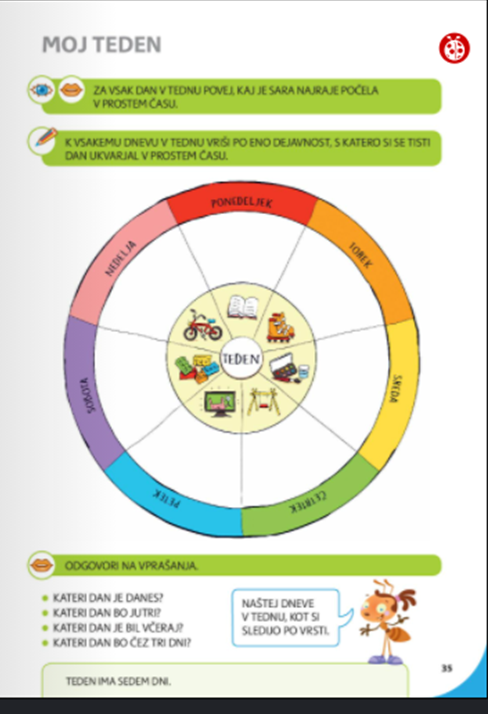 MOJ TEDEN
ZA VSAK DAN V TEDNU POVEJ, KAJ JE SARA NAJRAJE POČELA
V PROSTEM ČASU.
K VSAKEMU DNEVU V TEDNU VRIŠI PO ENO DEJAVNOST, S KATERO SI SE TISTI
DAN UKVARJAL V PROSTEM ČASU.
PONEDELJEK
TOREK
SREDA
ČETRTEK
PETEK
SOBOTA
NEDELJA
TEDEN
ODGOVORI NA VPRAŠANJA.
KATERI DAN JE DANES?
KATERI DAN BO JUTRI?
KATERI DAN JE BIL VČERAJ?
KATERI DAN BO ČEZ TRI DNI?
NAŠTEJ DNEVE
V TEDNU, KOT SI
SLEDIJO PO VRSTI.
35
TEDEN IMA SEDEM DNI.